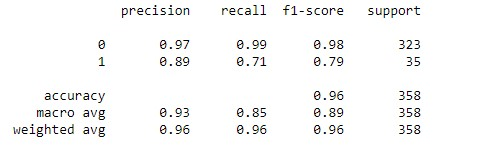 precision recall f1-score support
0 0.97 0.99 0.98 323
1 0.89 0.71 0.79 35
accuracy 0.96 358
macro avg 0.93 0.85 0.89 358
weighted avg 0.96 0.96 0.96 358